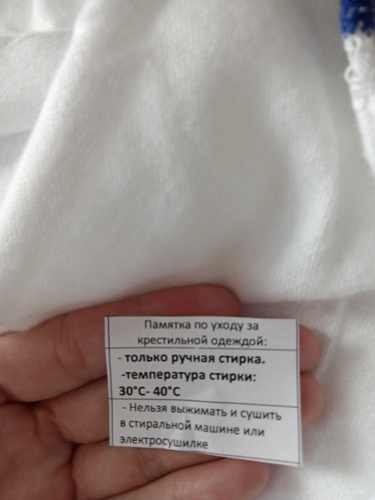 Памятка по уходу за
крестильной одеждой:
- только ручная стирка.
-температура стирки:
30°С- 40°С
- Нельзя выжимать и сушить
в стиральной машине или
электросушилке